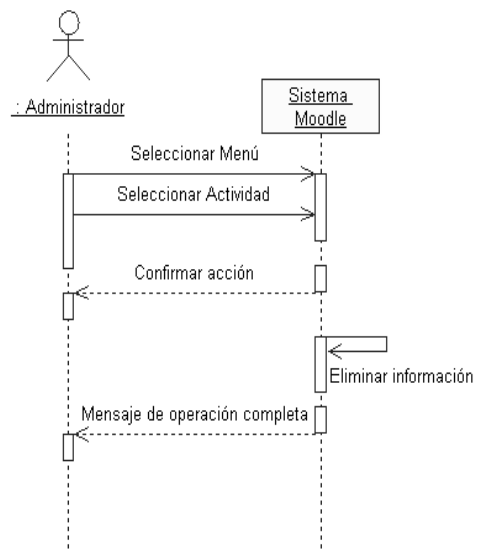 : Administrador
Sistema
Moodle
Seleccionar Menú
Seleccionar Actividad
Confirmar acción
Eliminar información
Mensaje de operación completa